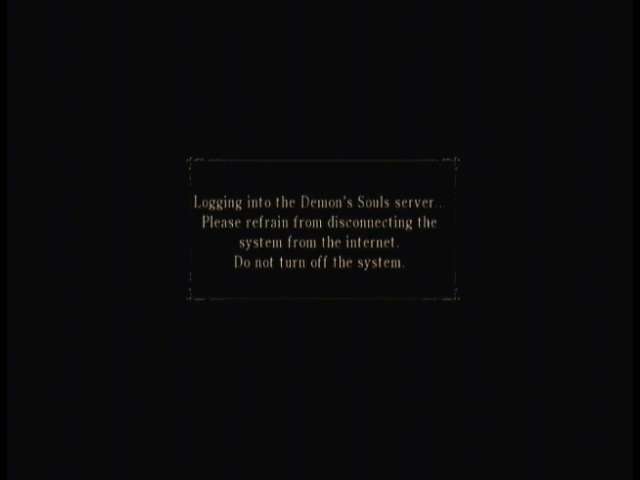 Logging into the Demon's Souls server...
Please refrain from disconnecting the
system from the internet.
Do not turn off the system.